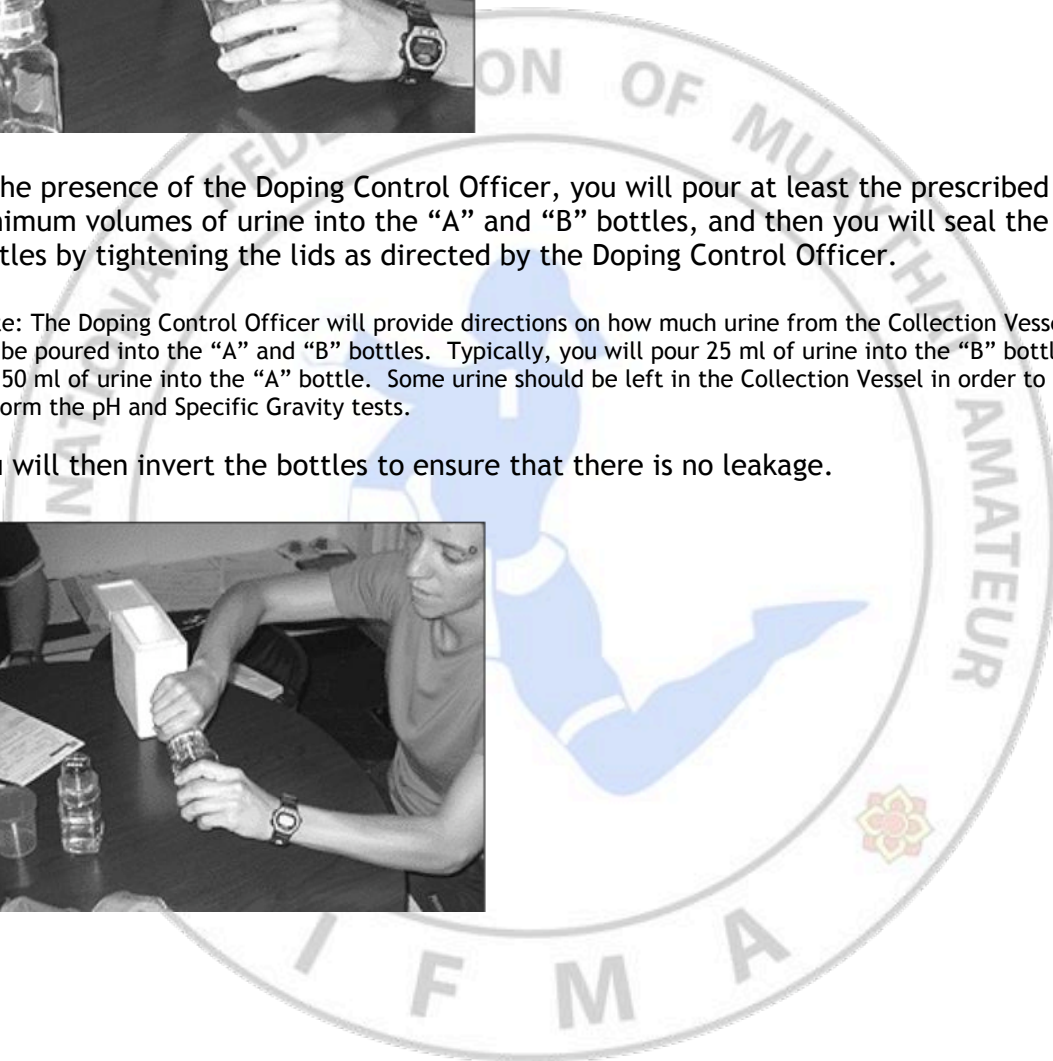 he presence of the Doping Control Officer, you will pour at least the prescribed
nimum volumes of urine into the “A” and “B” bottles, and then you will seal the
tles by tightening the lids as directed by the Doping Control Officer.
e: The Doping Control Officer will provide directions on how much urine from the Collection Vesse
be poured into the “A” and “B” bottles.  Typically, you will pour 25 ml of urine into the “B” bottl
50 ml of urine into the “A” bottle.  Some urine should be left in the Collection Vessel in order to
orm the pH and Specific Gravity tests.
u will then invert the bottles to ensure that there is no leakage.
NATIONAL FEDERATION OF MUAYTHAI AMATEUR
I F M A